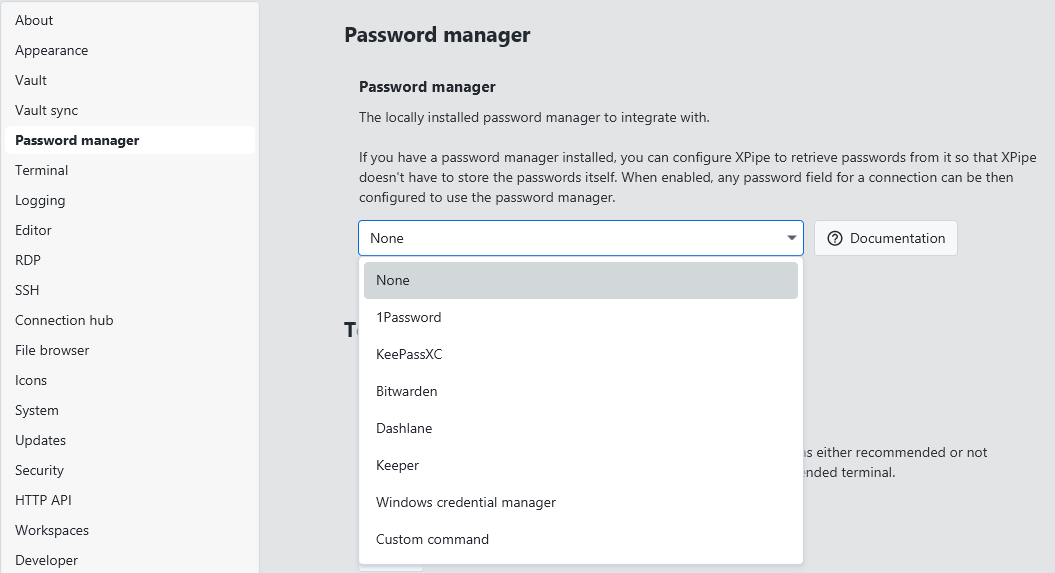 About
Appearance
Vault
Vault sync
Password manager
Terminal
Logging
Editor
RDP
SSH
Connection hub
File browser
Icons
System
Updates
Security
HTTP API
Workspaces
Developer
Password manager
Password manager
The locally installed password manager to integrate with.
If you have a password manager installed, you can configure XPipe to retrieve passwords from it so that XPipe
doesn't have to store the passwords itself. When enabled, any password field for a connection can be then
configured to use the password manager.
None
Documentation
None
1Password
KeePassXC
Bitwarden
Dashlane
Keeper
Windows credential manager
Custom command
either recommended or not
terminal.